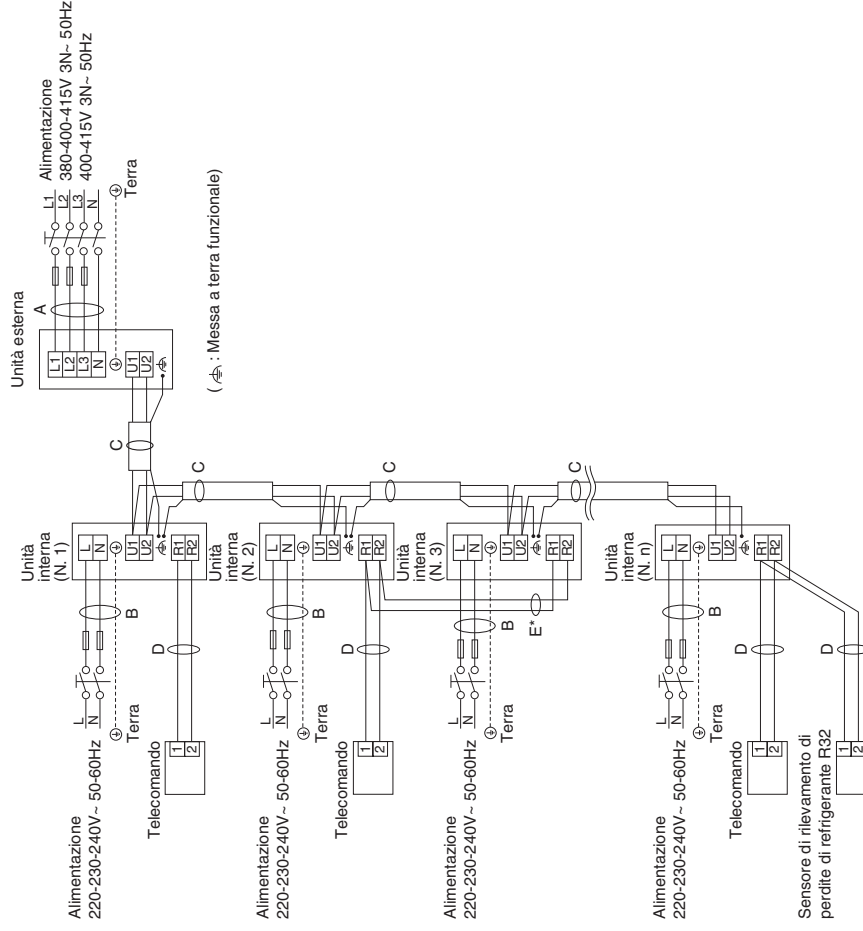 Unità esterna
A
L1
L2
L3
N
Alimentazione
380-400-415V 3N~ 50Hz
400-415V 3N~ 50Hz
Terra
L1
L2
L3
N
U1
U2
( : Messa a terra funzionale)
C
Unità
interna
(N. 1)
L
N
U1
U2
R1
R2
B
L
N
Alimentazione
220-230-240V~ 50-60Hz
Terra
D
Telecomando
1
2
C
Unità
interna
(N. 2)
L
N
U1
U2
R1
R2
B
L
N
Alimentazione
220-230-240V~ 50-60Hz
Terra
D
Telecomando
1
2
C
Unità
interna
(N. 3)
L
N
U1
U2
R1
R2
B
E*
L
N
Alimentazione
220-230-240V~ 50-60Hz
Terra
C
Unità
interna
(N. n)
L
N
U1
U2
R1
R2
B
L
N
Alimentazione
220-230-240V~ 50-60Hz
Terra
D
Telecomando
1
2
D
Sensore di rilevamento di
perdite di refrigerante R32
1
2